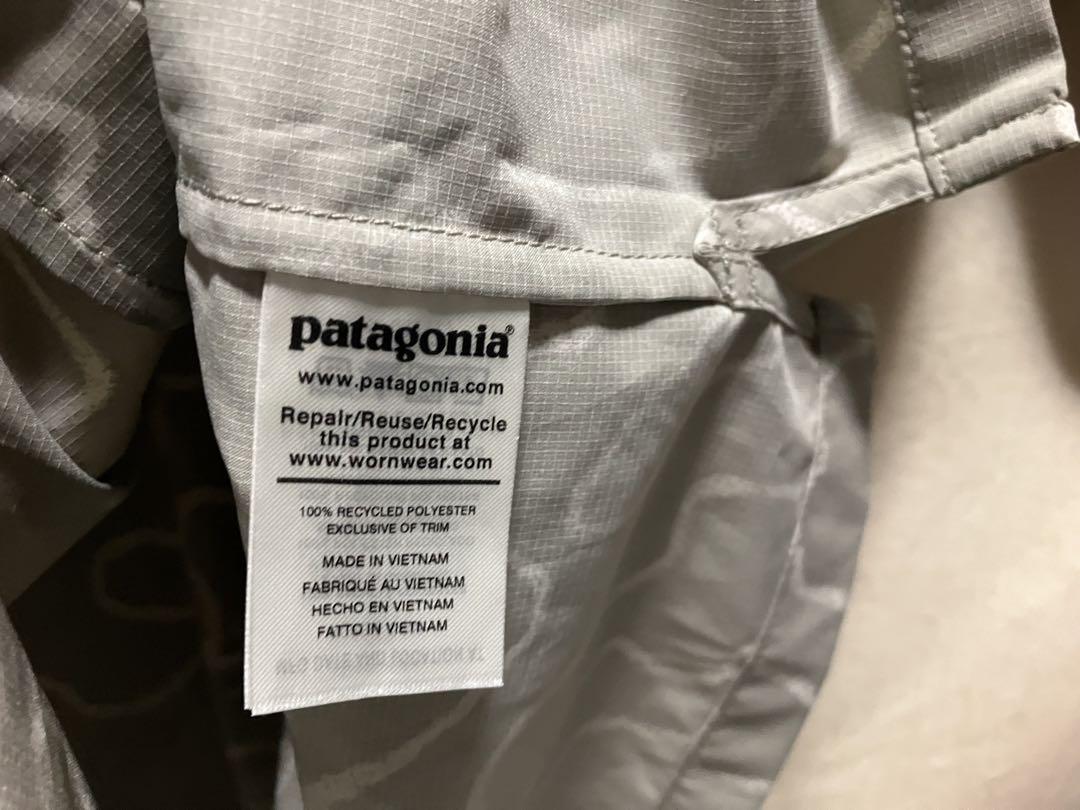 patagonia®
www.patagonia.com
Repair/Reuse/Recycle
this product at
www.wornwear.com
100% RECYCLED POLYESTER
EXCLUSIVE OF TRIM
MADE IN VIETNAM
FABRIQUÉ AU VIETNAM
HECHO EN VIETNAM
FATTO IN VIETNAM